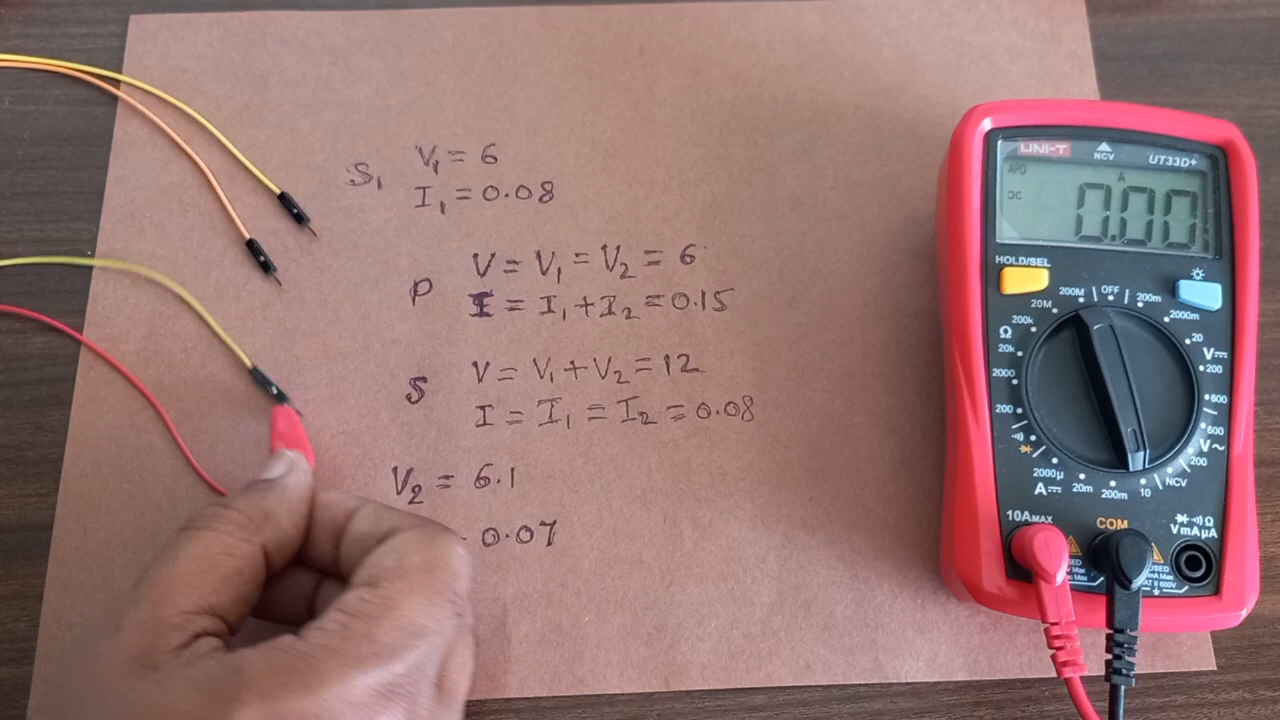 S₁ V₁ = 6
I₁ = 0.08
P V = V₁ = V₂ = 6
I = I₁ + I₂ = 0.15
S V = V₁ + V₂ = 12
I = I₁ = I₂ = 0.08
V₂ = 6.1
0.07
UNI-T NCV UT33D+
APO A
DC 0.00
HOLD/SEL
200M OFF 200m
20M 2000m
200k 20
Ω V⎓
20k 200
2000 600
200 600
V~
200
2000µ NCV
A⎓ 20m 200m 10
10AMAX COM Ω
VmAµA